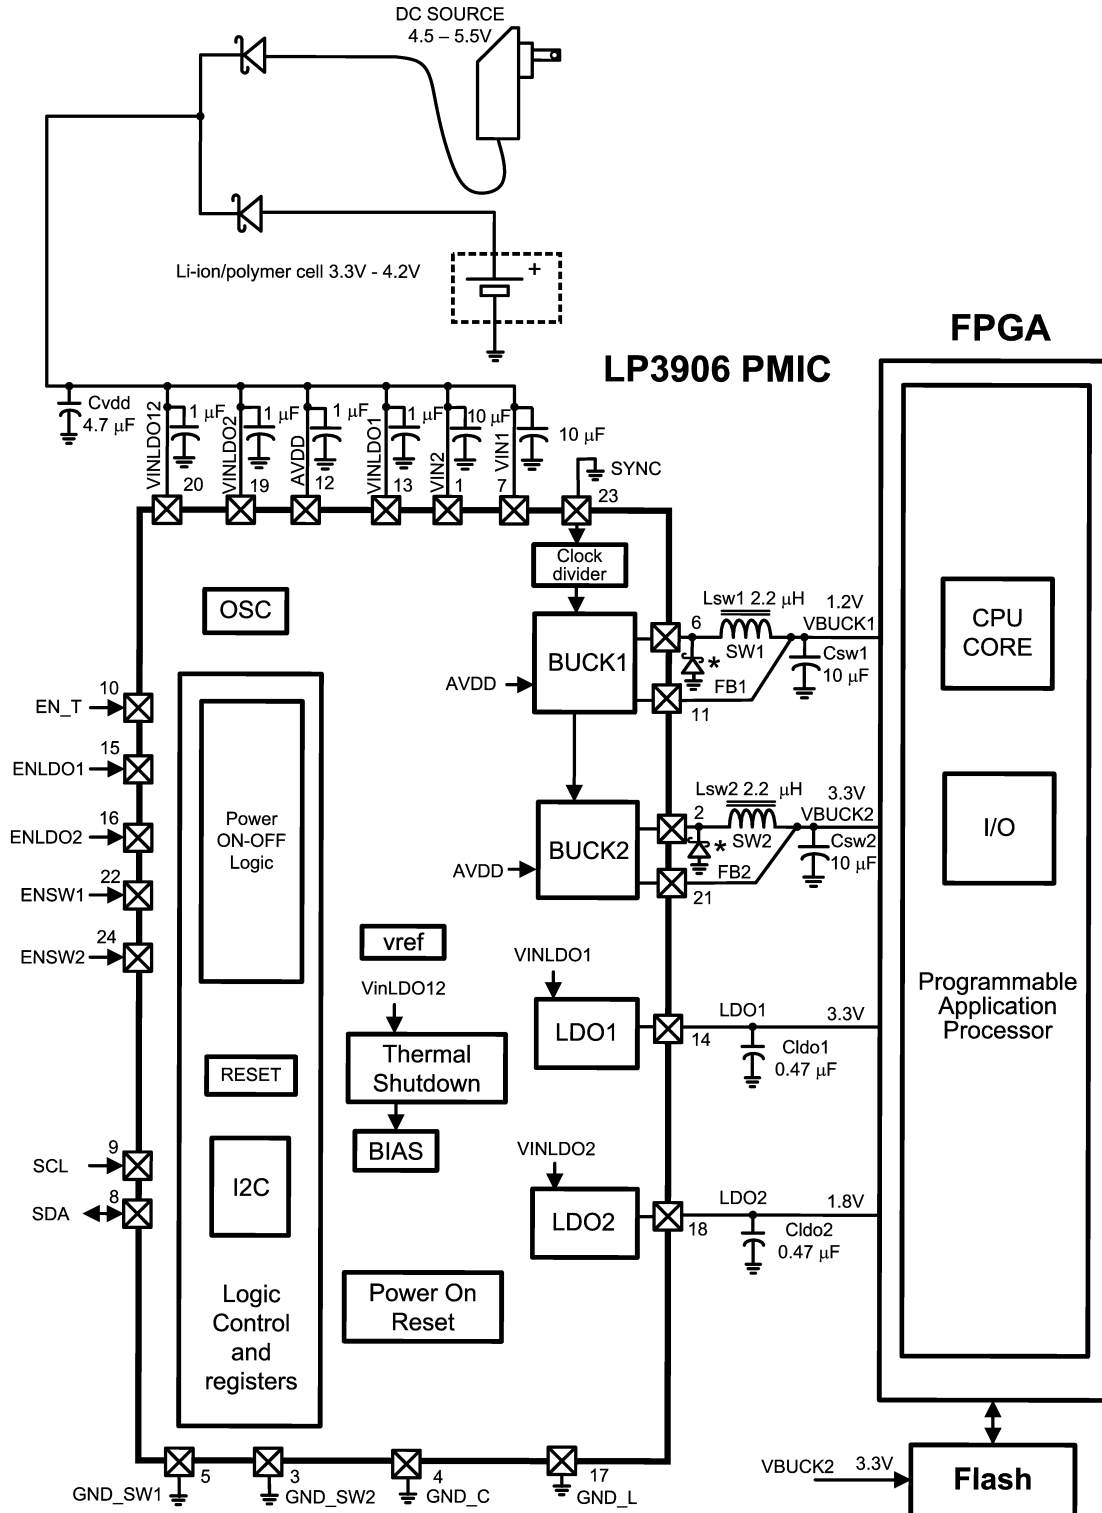 DC SOURCE
4.5 – 5.5V
Li-ion/polymer cell 3.3V - 4.2V
+
FPGA
LP3906 PMIC
Cvdd
4.7 µF
1 µF
1 µF
1 µF
1 µF
10 µF
10 µF
VINLDO12
VINLDO2
AVDD
VINLDO1
VIN2
VIN1
SYNC
20
19
12
13
1
7
23
Clock
divider
OSC
BUCK1
AVDD
6
Lsw1 2.2 µH
SW1
*
FB1
11
1.2V
VBUCK1
Csw1
10 µF
CPU
CORE
10
EN_T
15
ENLDO1
16
ENLDO2
22
ENSW1
24
ENSW2
Power
ON-OFF
Logic
BUCK2
AVDD
2
Lsw2 2.2 µH
SW2
*
FB2
21
3.3V
VBUCK2
Csw2
10 µF
I/O
vref
VinLDO12
Thermal
Shutdown
BIAS
VINLDO1
LDO1
14
LDO1
3.3V
Cldo1
0.47 µF
Programmable
Application
Processor
RESET
9
SCL
8
SDA
I2C
VINLDO2
LDO2
18
LDO2
1.8V
Cldo2
0.47 µF
Power On
Reset
Logic
Control
and
registers
5
GND_SW1
3
GND_SW2
4
GND_C
17
GND_L
VBUCK2
3.3V
Flash